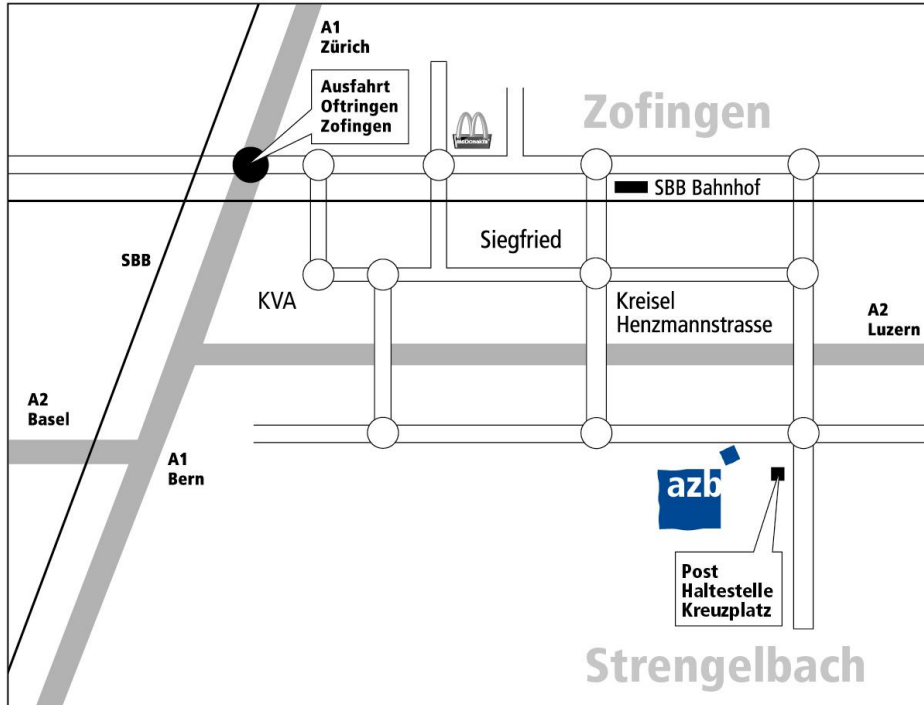 A1
Zürich
Ausfahrt
Oftringen
Zofingen
McDonald's
Zofingen
SBB Bahnhof
SBB
Siegfried
KVA
Kreisel
Henzmannstrasse
A2
Luzern
A2
Basel
A1
Bern
azb
Post
Haltestelle
Kreuzplatz
Strengelbach